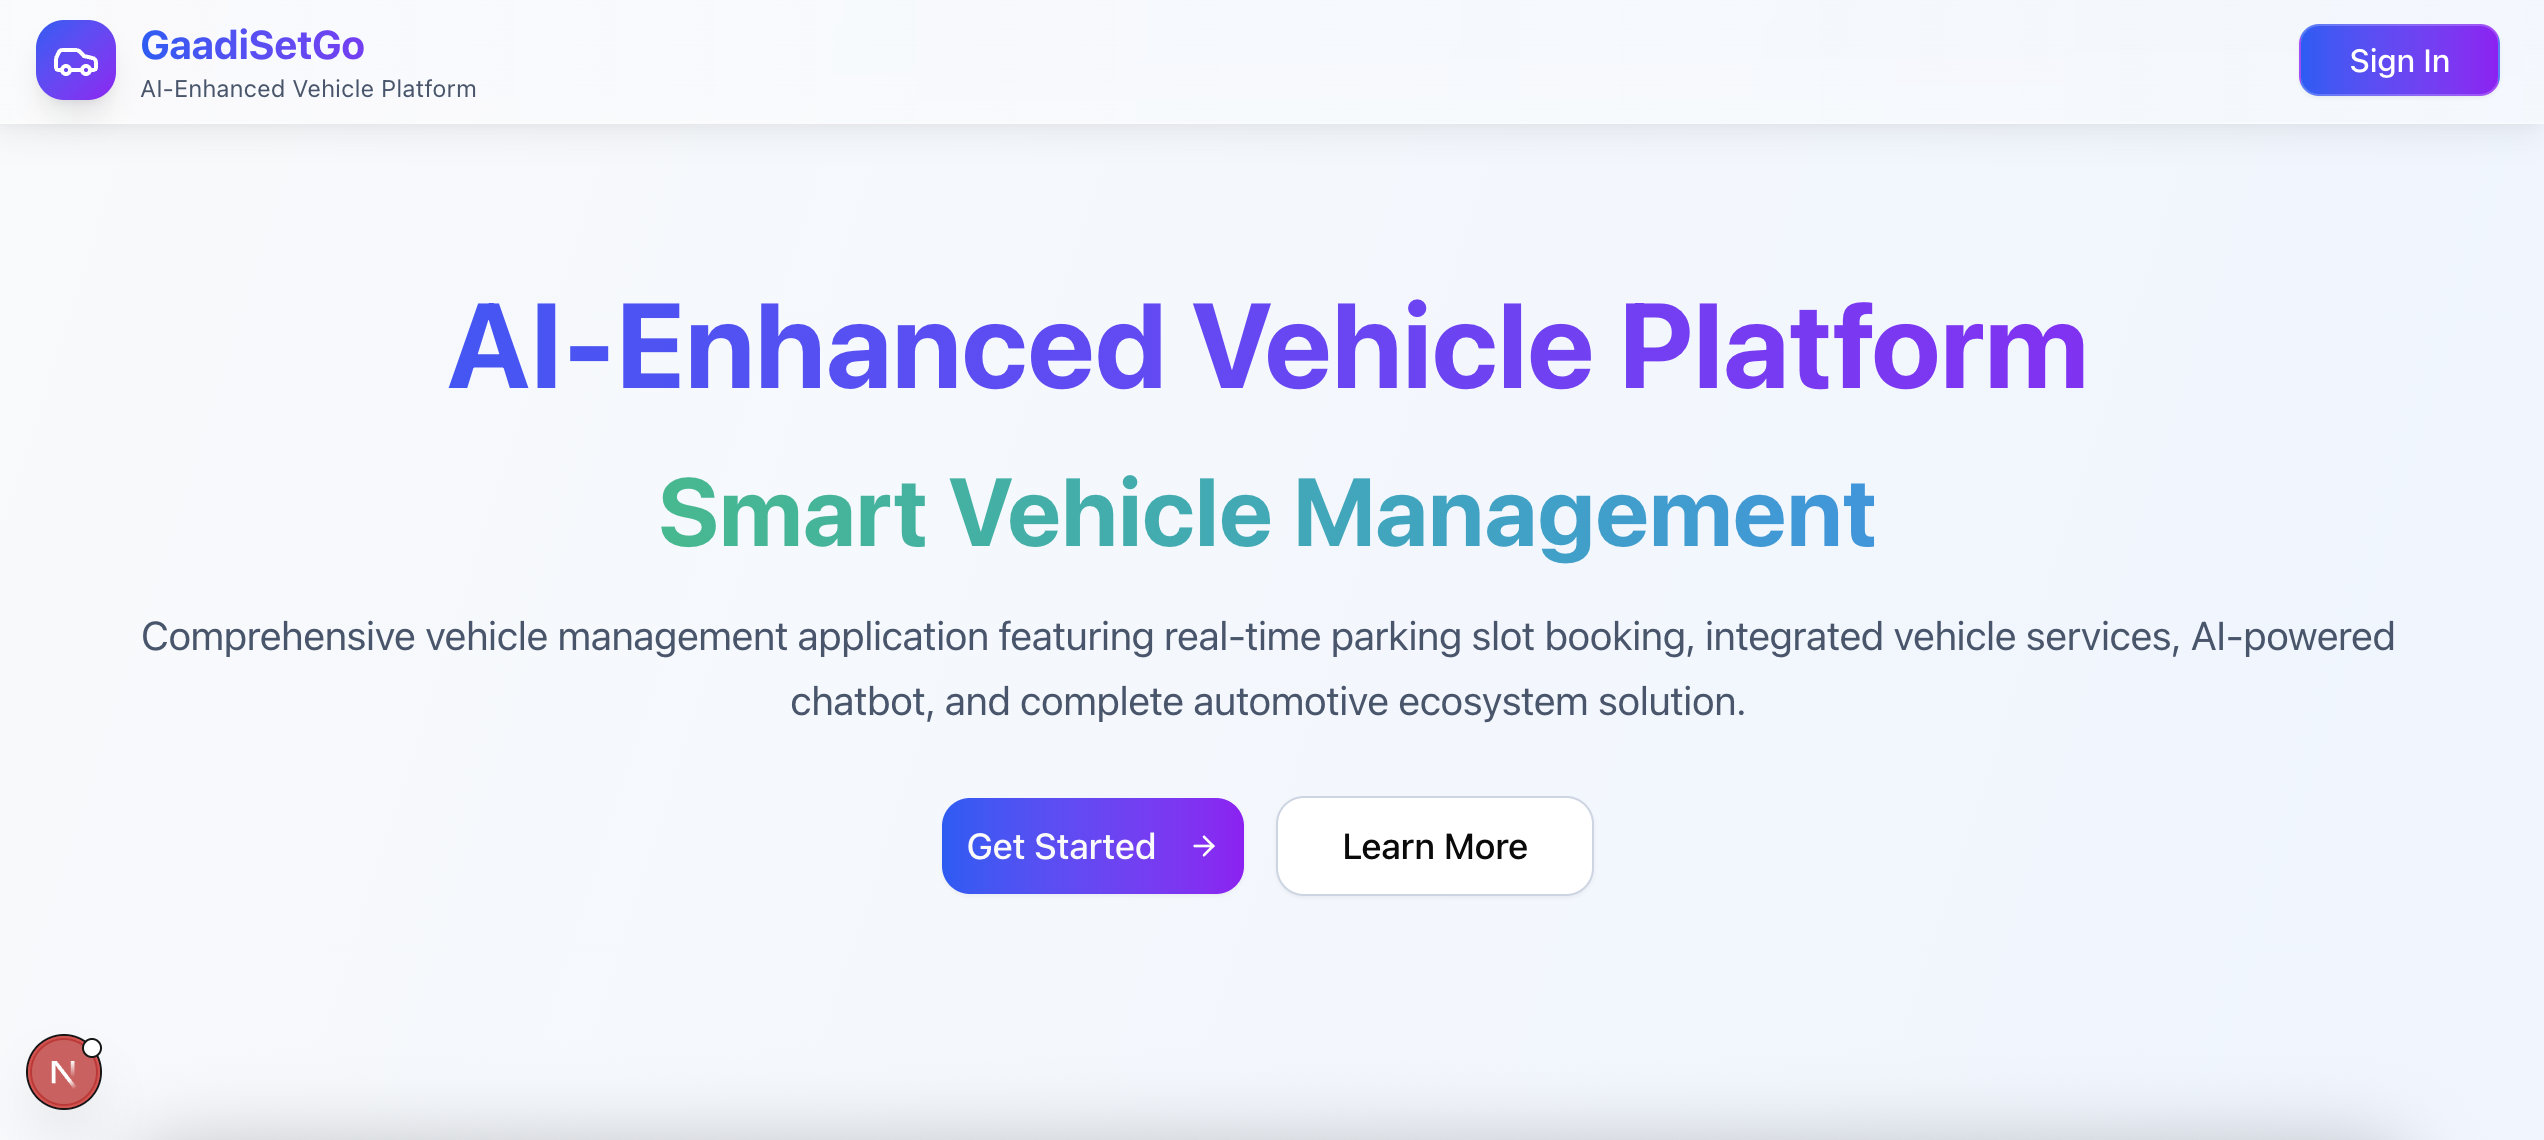 GaadiSetGo
AI-Enhanced Vehicle Platform
Sign In
AI-Enhanced Vehicle Platform
Smart Vehicle Management
Comprehensive vehicle management application featuring real-time parking slot booking, integrated vehicle services, AI-powered
chatbot, and complete automotive ecosystem solution.
Get Started →
Learn More
N